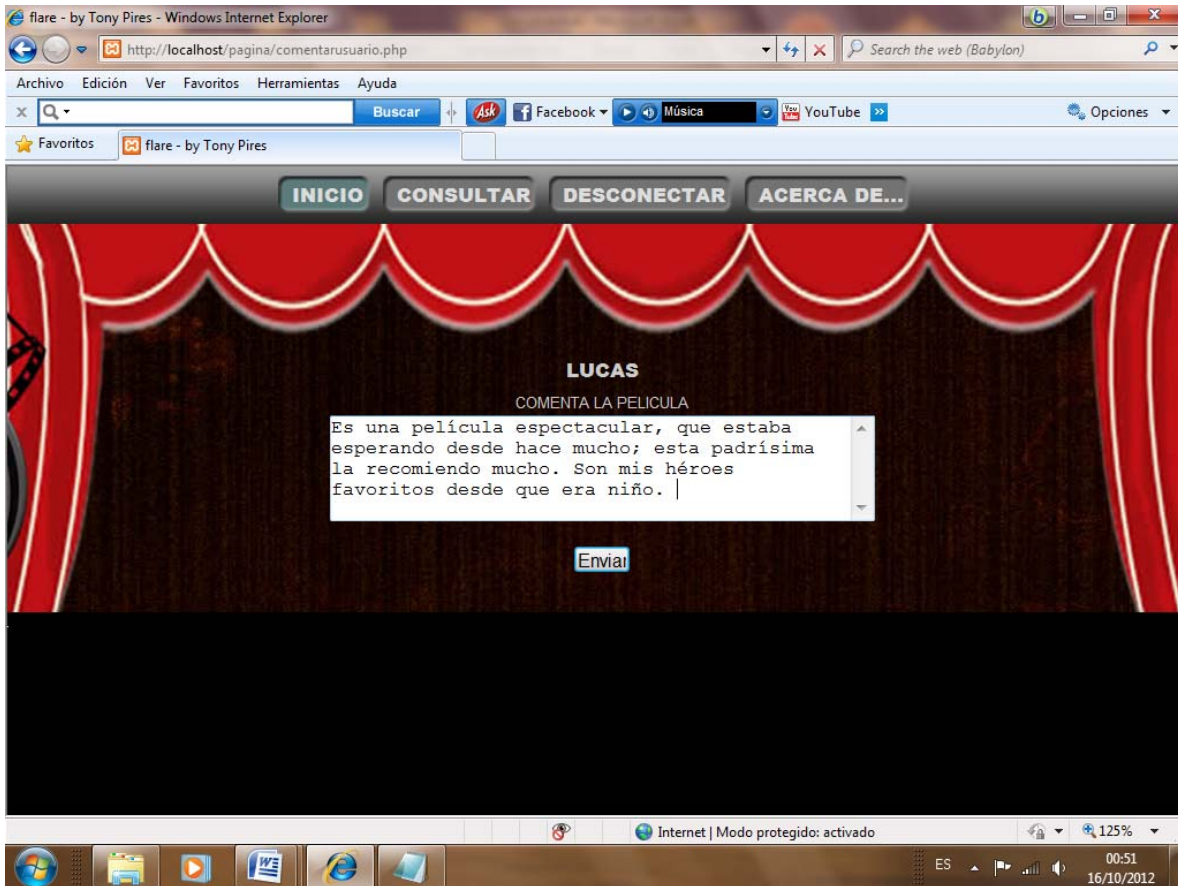 flare - by Tony Pires - Windows Internet Explorer
http://localhost/pagina/comentarusuario.php
Search the web (Babylon)
Archivo Edición Ver Favoritos Herramientas Ayuda
x Buscar Ask Facebook Música YouTube Opciones
Favoritos flare - by Tony Pires
INICIO CONSULTAR DESCONECTAR ACERCA DE...
LUCAS
COMENTA LA PELICULA
Es una película espectacular, que estaba
esperando desde hace mucho; esta padrísima
la recomiendo mucho. Son mis héroes
favoritos desde que era niño.
Enviar
Internet | Modo protegido: activado 125%
ES 00:51
16/10/2012